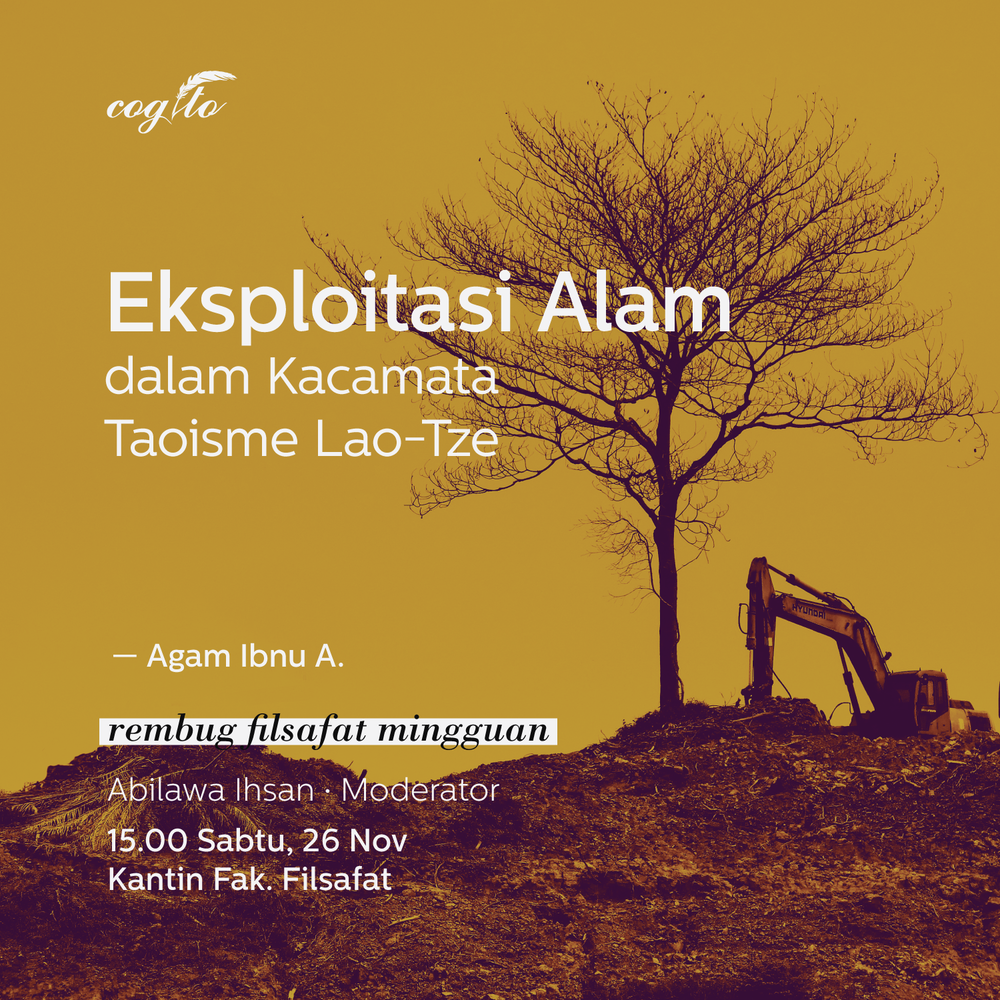 cogito
Eksploitasi Alam
dalam Kacamata
Taoisme Lao-Tze
— Agam Ibnu A.
rembug filsafat mingguan
Abilawa Ihsan · Moderator
15.00 Sabtu, 26 Nov
Kantin Fak. Filsafat
HYUNDAI